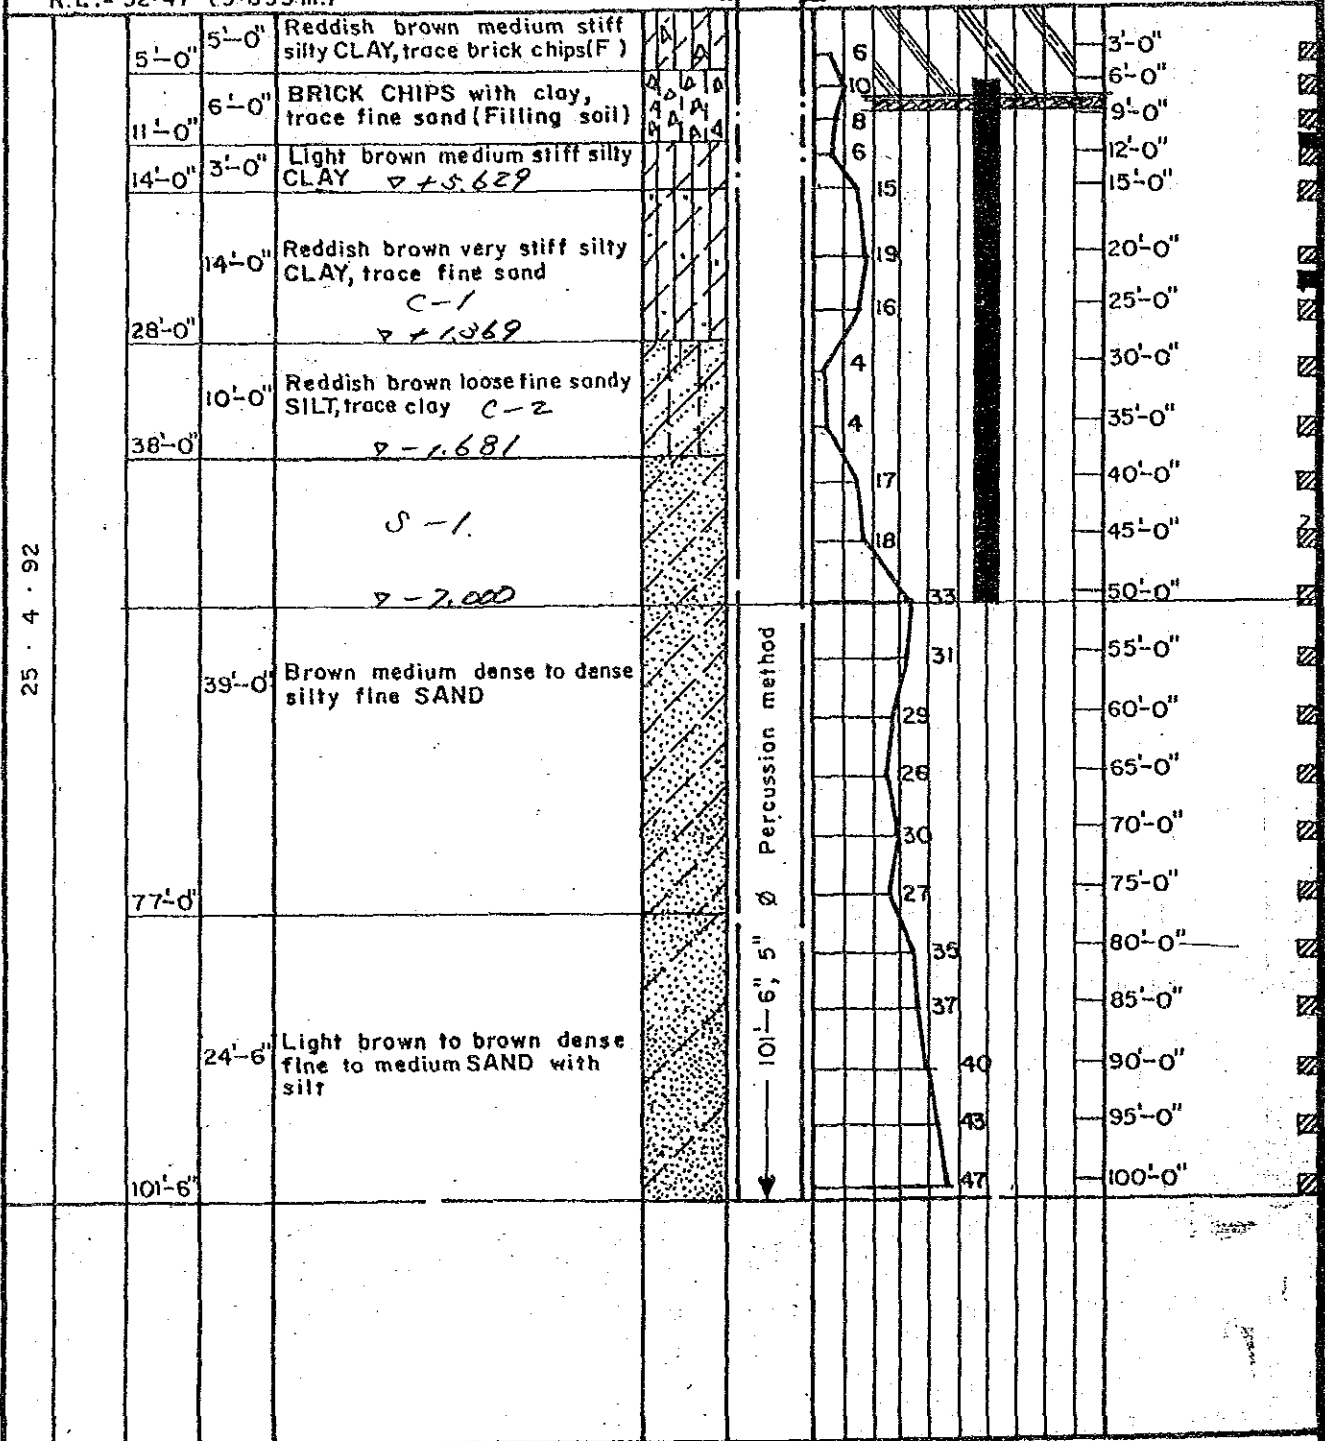 5'-0" 5'-0" Reddish brown medium stiff
silty CLAY, trace brick chips(F)
11'-0" 6'-0" BRICK CHIPS with clay,
trace fine sand (Filling soil)
14'-0" 3'-0" Light brown medium stiff silty
CLAY ▽ +5.629
14'-0" Reddish brown very stiff silty
CLAY, trace fine sand
C-1
28'-0" ▽ +1.369
10'-0" Reddish brown loose fine sandy
SILT, trace clay C-2
38'-0" ▽ -1.681
S-1.
▽ -7.000
39'-0" Brown medium dense to dense
silty fine SAND
77'-0"
24'-6" Light brown to brown dense
fine to medium SAND with
silt
101'-6"
25.4.92
101'-6", 5" Ø Percussion method
6
10
8
6
15
19
16
4
4
17
18
33
31
29
26
30
27
35
37
40
43
47
3'-0"
6'-0"
9'-0"
12'-0"
15'-0"
20'-0"
25'-0"
30'-0"
35'-0"
40'-0"
45'-0"
50'-0"
55'-0"
60'-0"
65'-0"
70'-0"
75'-0"
80'-0"
85'-0"
90'-0"
95'-0"
100'-0"